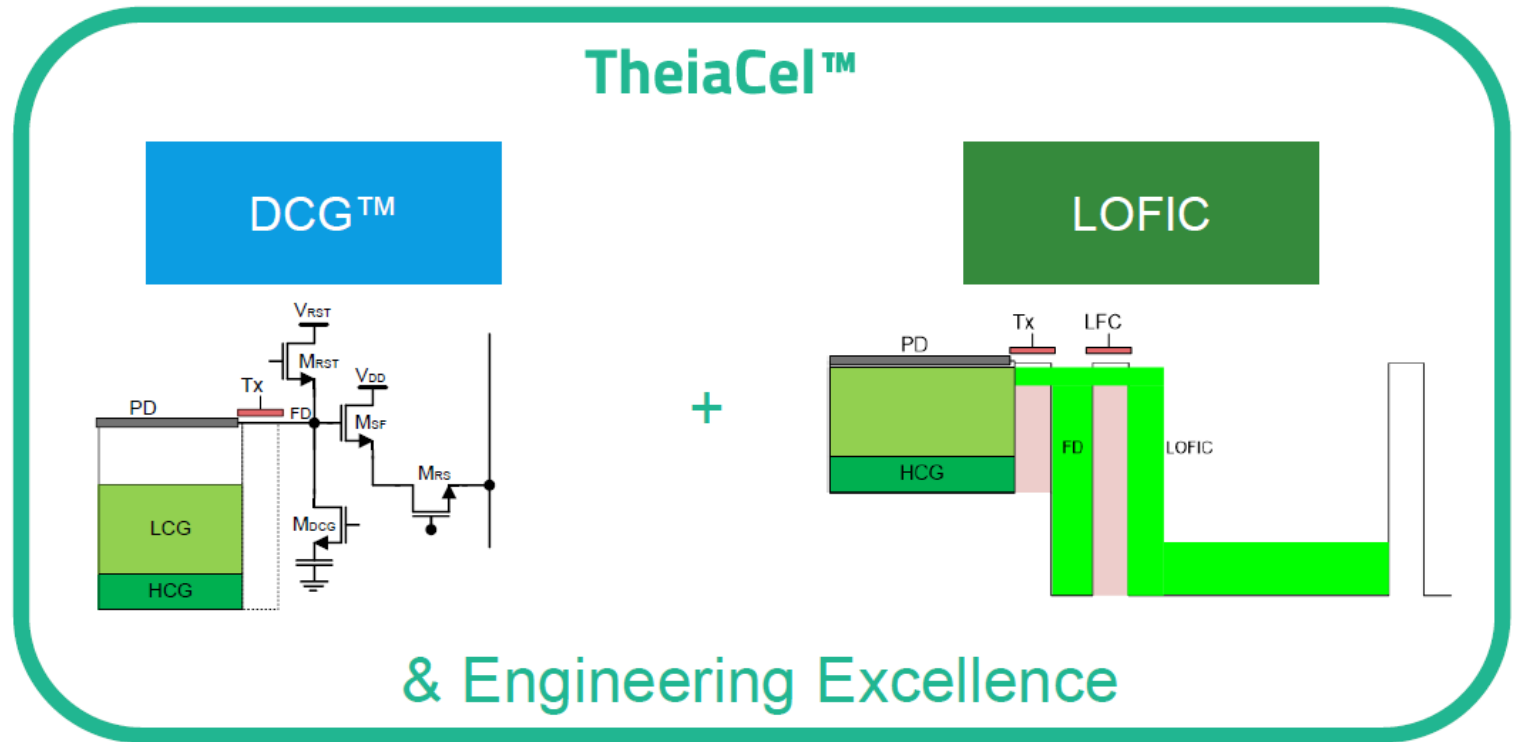 TheiaCel™
DCG™
LOFIC
VRST
MRST
VDD
Tx
PD
FD
MSF
MRS
LCG
MDCG
HCG
+
Tx
LFC
PD
FD
LOFIC
HCG
& Engineering Excellence